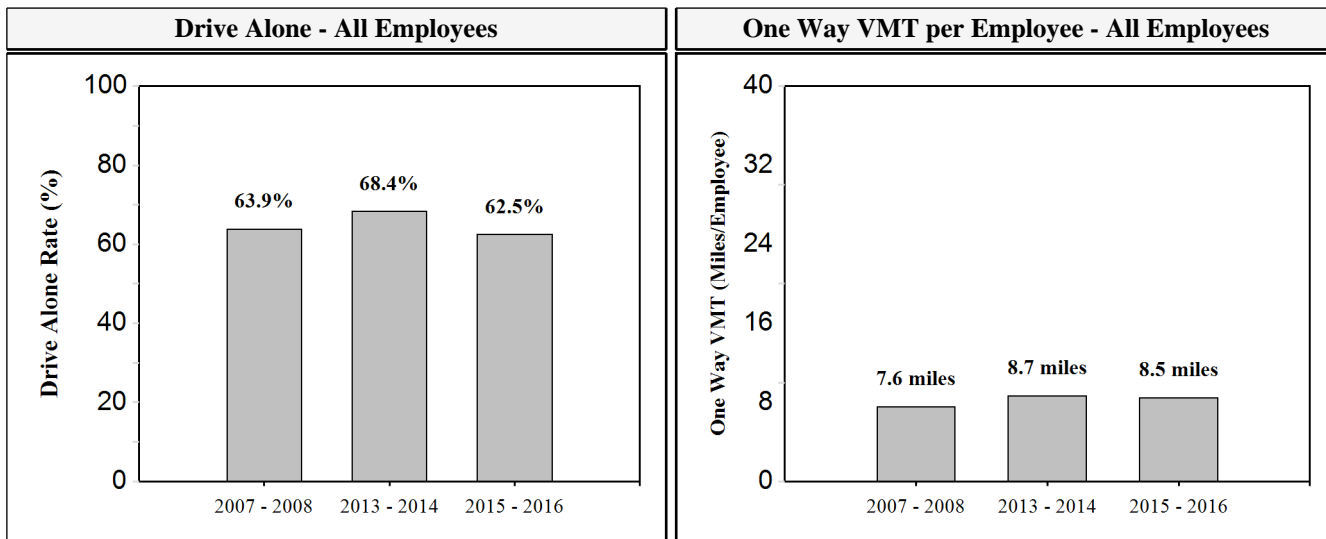 Drive Alone - All Employees
Drive Alone Rate (%)
100
80
60
40
20
0
63.9%
68.4%
62.5%
2007 - 2008
2013 - 2014
2015 - 2016
One Way VMT per Employee - All Employees
One Way VMT (Miles/Employee)
40
32
24
16
8
0
7.6 miles
8.7 miles
8.5 miles
2007 - 2008
2013 - 2014
2015 - 2016